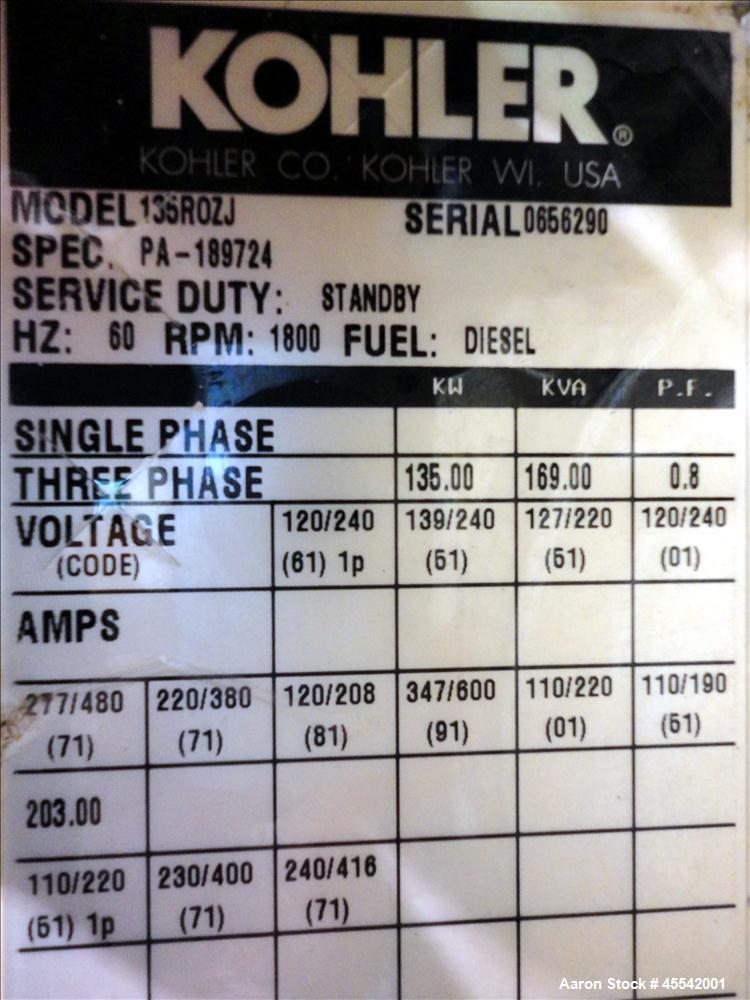 KOHLER®
KOHLER CO. KOHLER WI. USA
MODEL 135ROZJ SERIAL 0656290
SPEC. PA-189724
SERVICE DUTY: STANDBY
HZ: 60 RPM: 1800 FUEL: DIESEL
KW KVA P.F.
SINGLE PHASE
THREE PHASE 135.00 169.00 0.8
VOLTAGE 120/240 139/240 127/220 120/240
(CODE) (61) 1p (51) (51) (01)
AMPS
277/480 220/380 120/208 347/600 110/220 110/190
(71) (71) (81) (91) (01) (51)
203.00
110/220 230/400 240/416
(51) 1p (71) (71)
Aaron Stock # 45542001